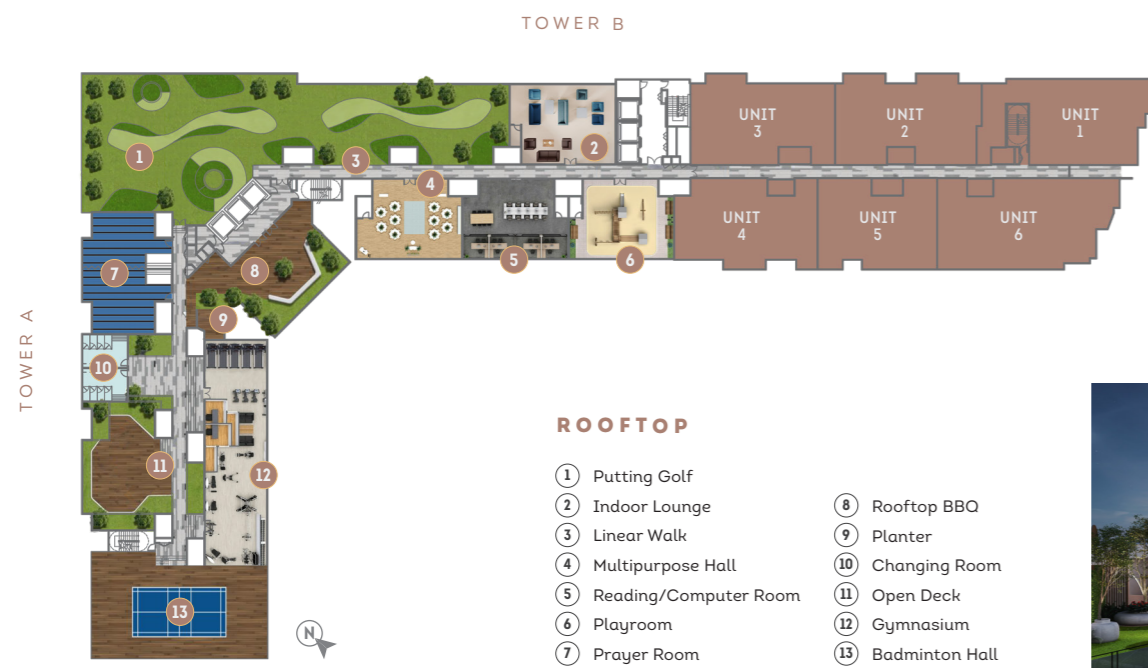 TOWER B
UNIT
3
UNIT
2
UNIT
1
1
3
2
4
UNIT
4
UNIT
5
UNIT
6
5
6
7
8
9
TOWER A
10
11
12
13
N
ROOFTOP
1 Putting Golf
2 Indoor Lounge
3 Linear Walk
4 Multipurpose Hall
5 Reading/Computer Room
6 Playroom
7 Prayer Room
8 Rooftop BBQ
9 Planter
10 Changing Room
11 Open Deck
12 Gymnasium
13 Badminton Hall